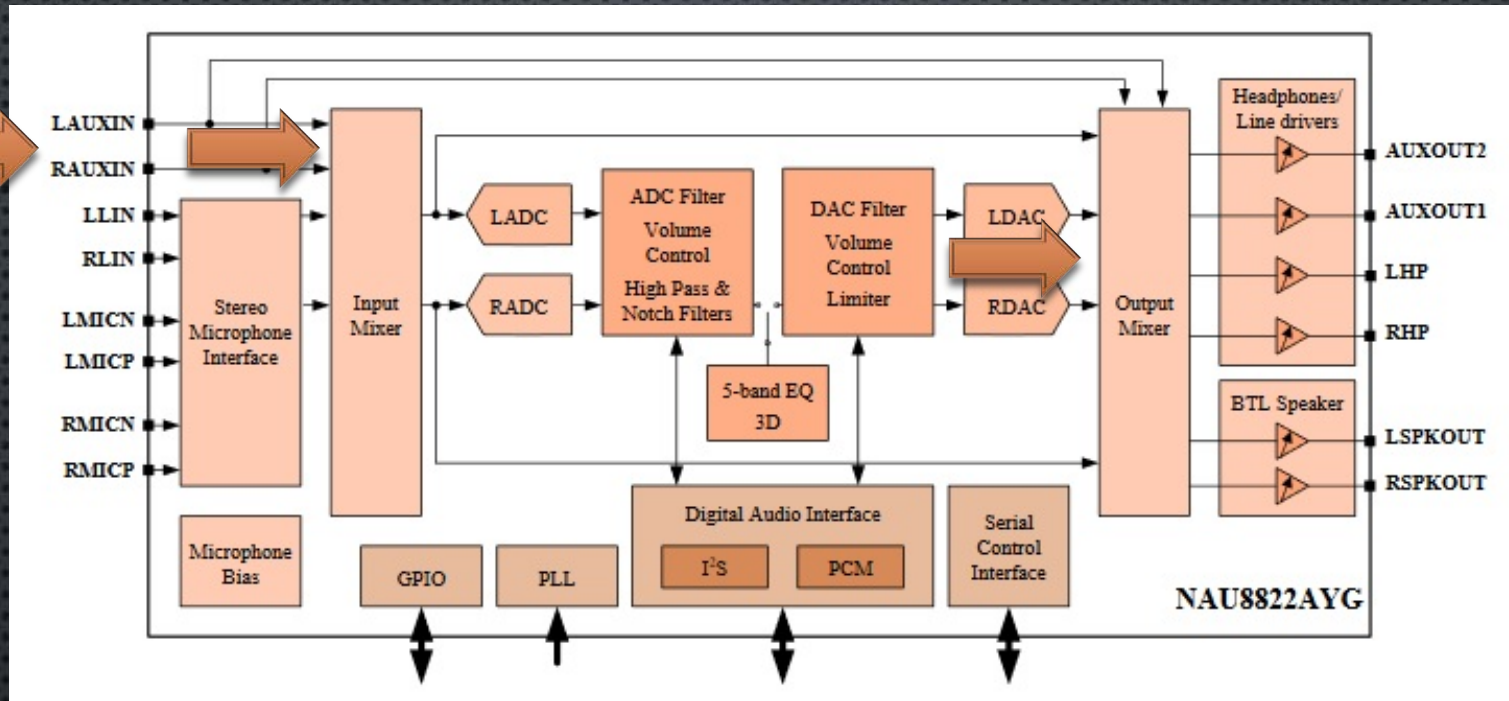 LAUXIN
RAUXIN
LLIN
RLIN
LMICN
LMICP
RMICN
RMICP
Stereo
Microphone
Interface
Microphone
Bias
Input
Mixer
LADC
RADC
ADC Filter
Volume
Control
High Pass &
Notch Filters
DAC Filter
Volume
Control
Limiter
5-band EQ
3D
LDAC
RDAC
Output
Mixer
Headphones/
Line drivers
BTL Speaker
AUXOUT2
AUXOUT1
LHP
RHP
LSPKOUT
RSPKOUT
GPIO
PLL
Digital Audio Interface
I²S
PCM
Serial
Control
Interface
NAU8822AYG